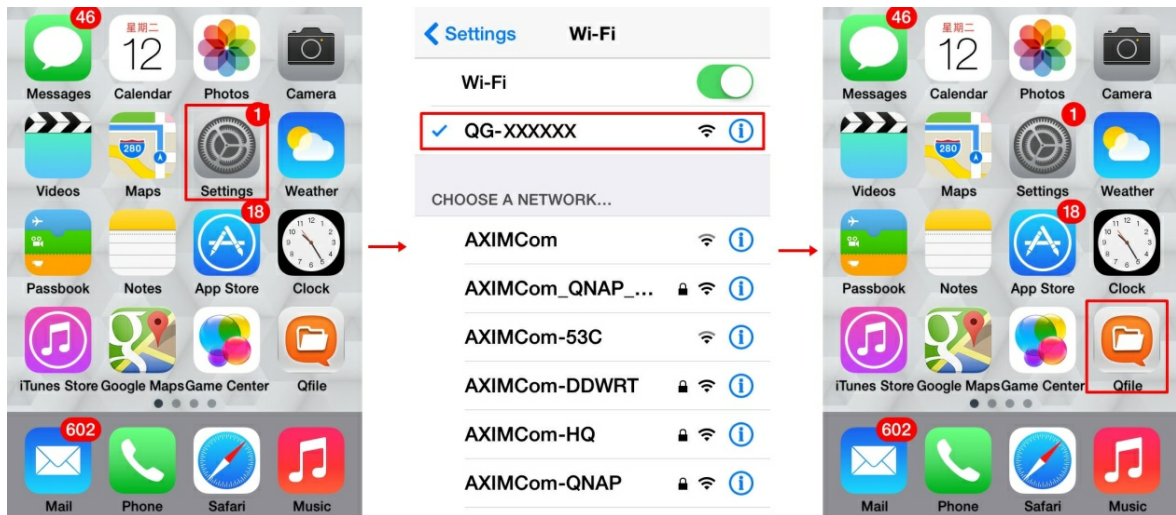 46
星期二
12
Messages Calendar Photos Camera
1
280
Videos Maps Settings Weather
18
Passbook Notes App Store Clock
iTunes Store Google Maps Game Center Qfile
602
Mail Phone Safari Music
Settings Wi-Fi
Wi-Fi
QG-XXXXXX
CHOOSE A NETWORK...
AXIMCom
AXIMCom_QNAP_...
AXIMCom-53C
AXIMCom-DDWRT
AXIMCom-HQ
AXIMCom-QNAP
46
星期二
12
Messages Calendar Photos Camera
1
280
Videos Maps Settings Weather
18
Passbook Notes App Store Clock
iTunes Store Google Maps Game Center Qfile
602
Mail Phone Safari Music